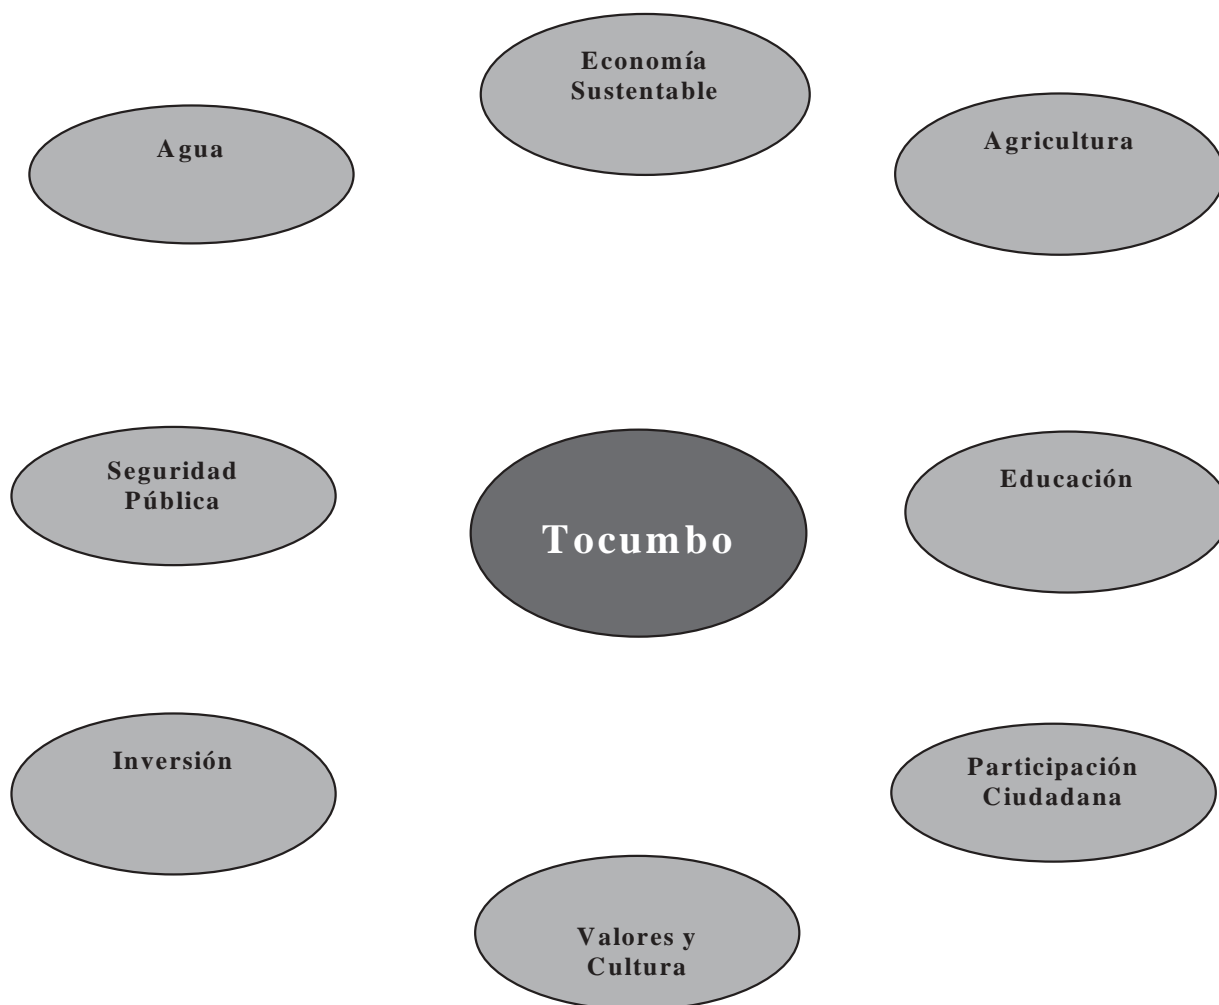 Economía
Sustentable
Agua
Agricultura
Seguridad
Pública
Tocumbo
Educación
Inversión
Participación
Ciudadana
Valores y
Cultura